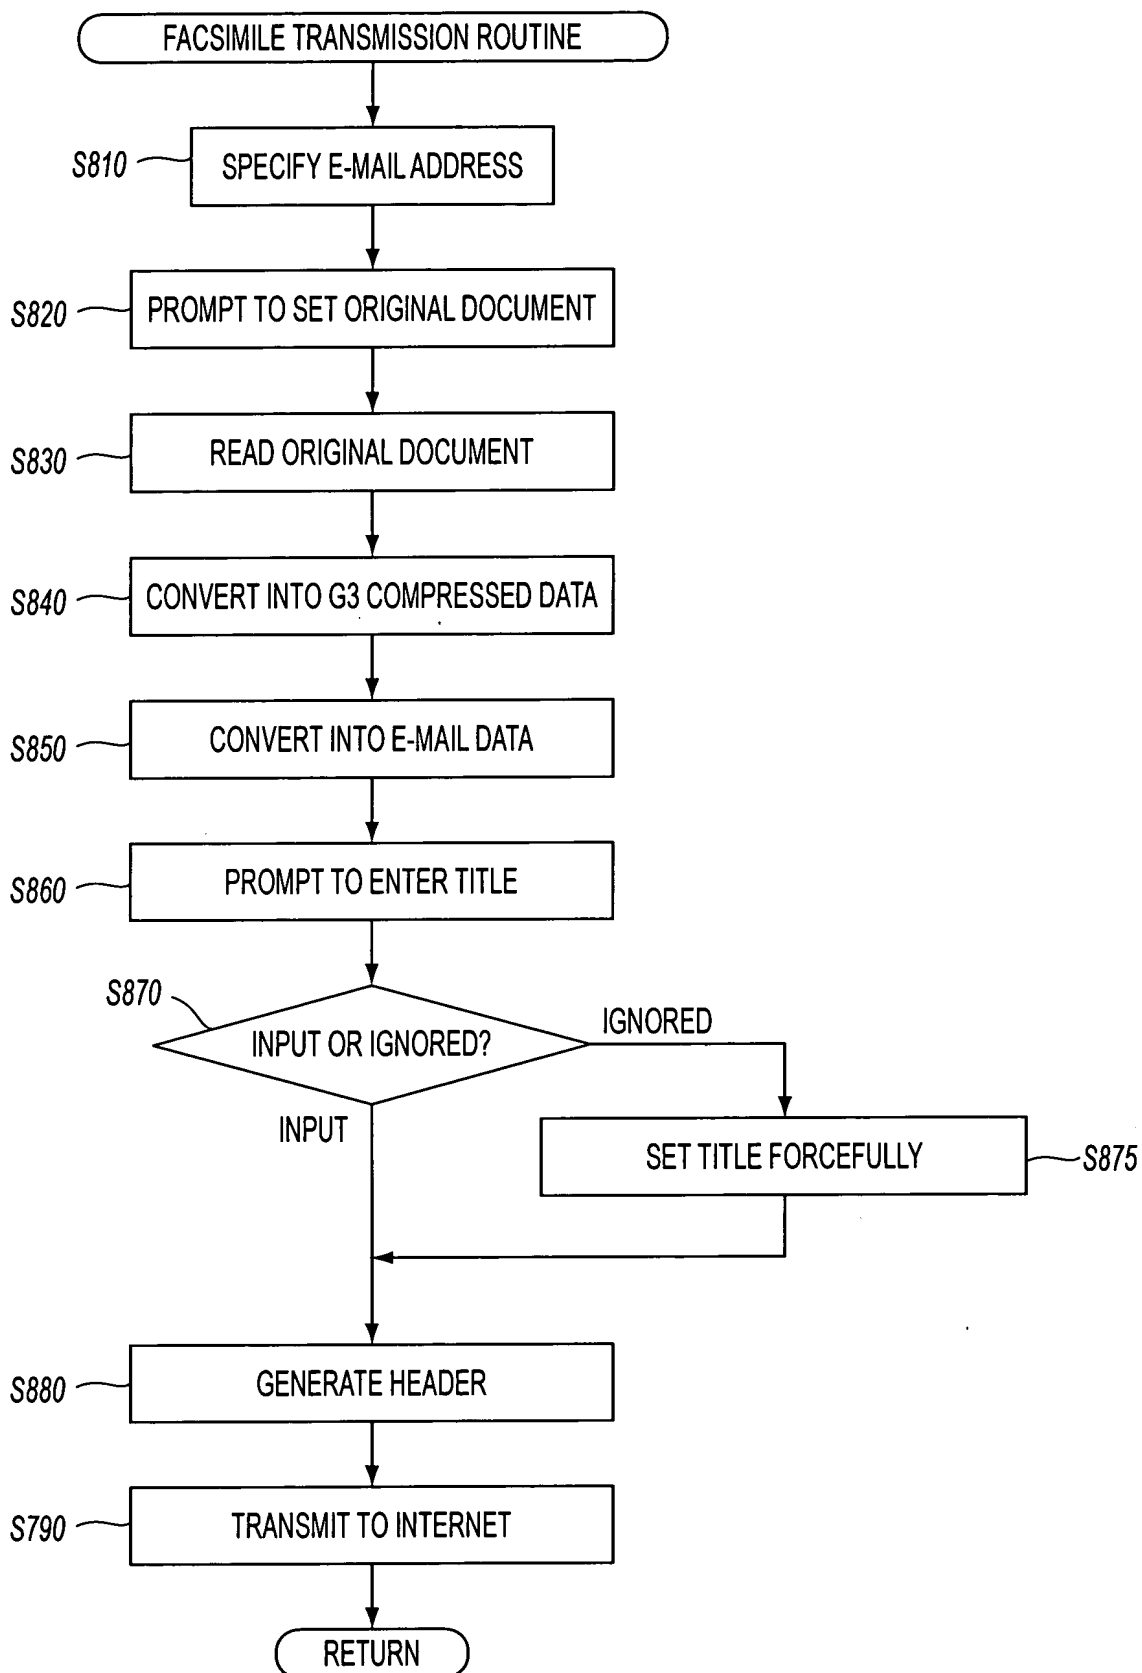 FACSIMILE TRANSMISSION ROUTINE
S810
SPECIFY E-MAIL ADDRESS
S820
PROMPT TO SET ORIGINAL DOCUMENT
S830
READ ORIGINAL DOCUMENT
S840
CONVERT INTO G3 COMPRESSED DATA
S850
CONVERT INTO E-MAIL DATA
S860
PROMPT TO ENTER TITLE
S870
INPUT OR IGNORED?
IGNORED
INPUT
SET TITLE FORCEFULLY
S875
S880
GENERATE HEADER
S790
TRANSMIT TO INTERNET
RETURN